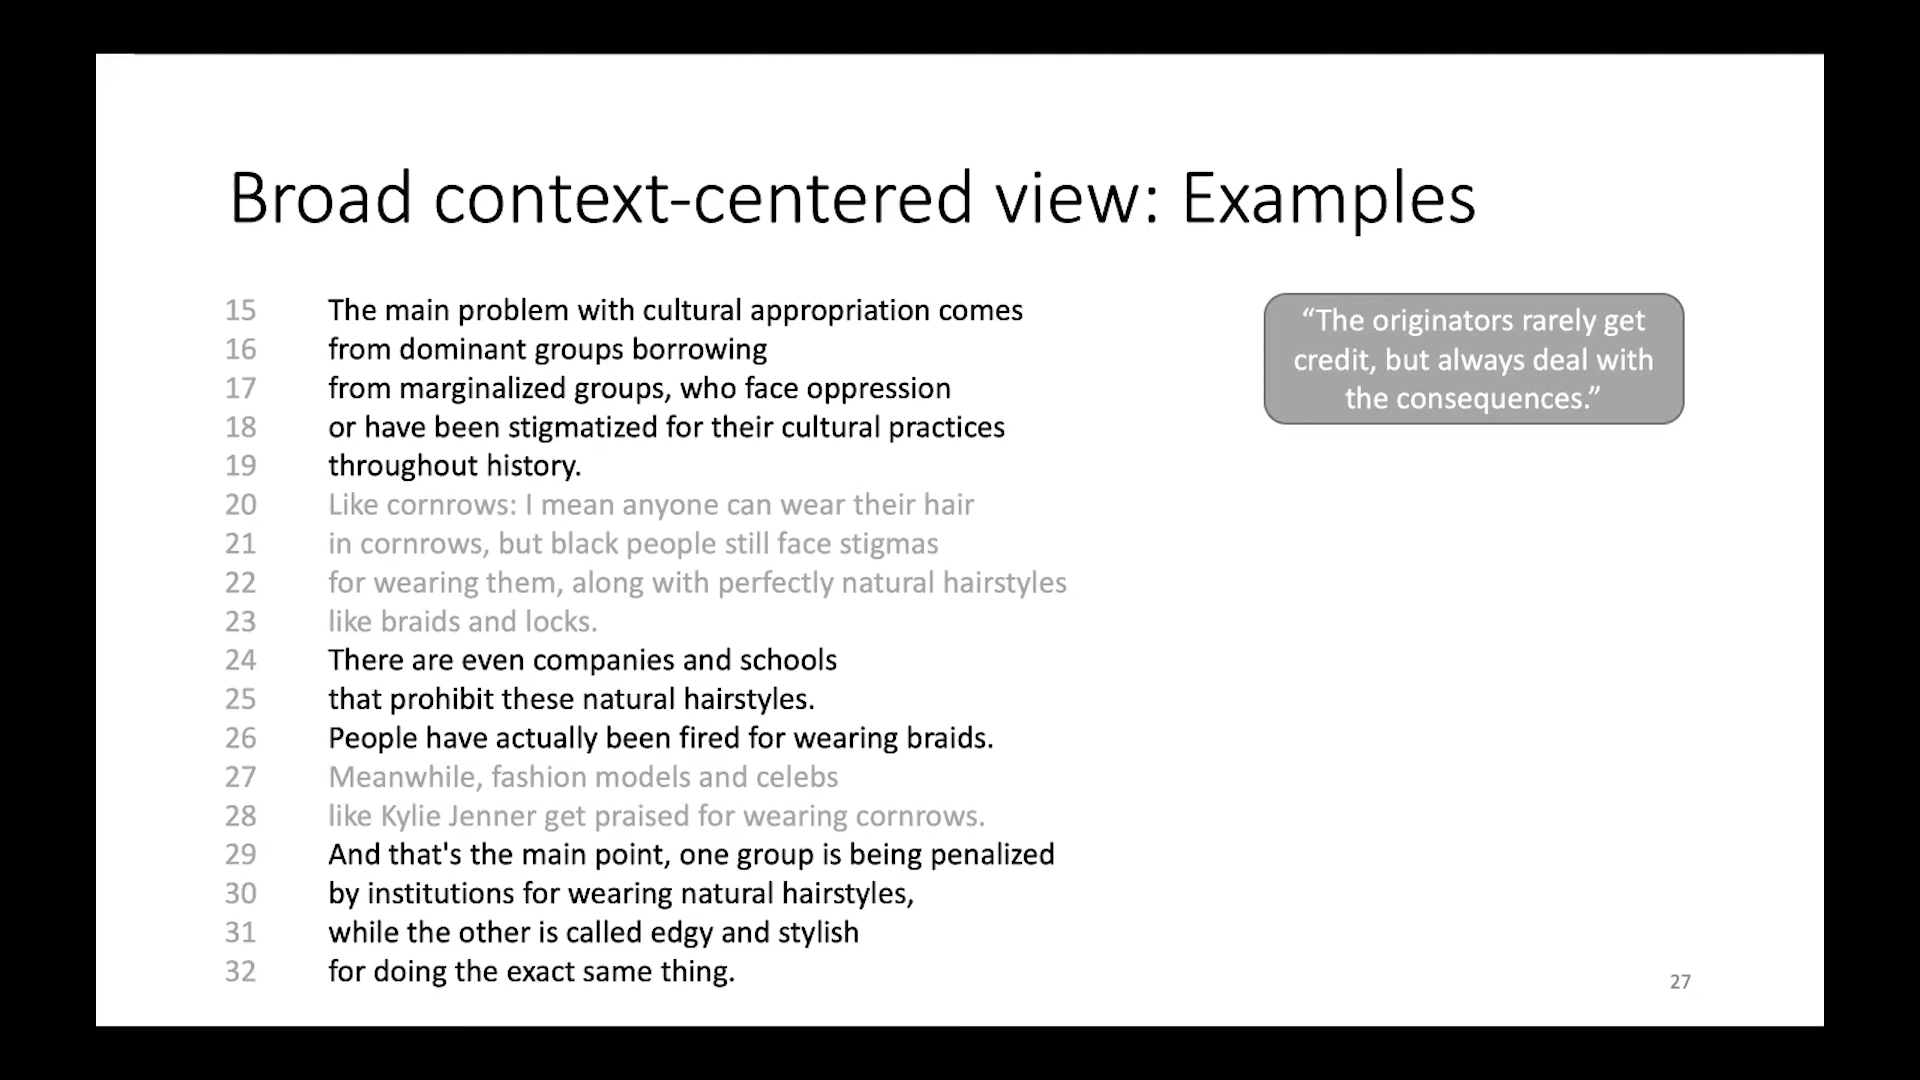 Broad context-centered view: Examples
15 The main problem with cultural appropriation comes
16 from dominant groups borrowing
17 from marginalized groups, who face oppression
18 or have been stigmatized for their cultural practices
19 throughout history.
20 Like cornrows: I mean anyone can wear their hair
21 in cornrows, but black people still face stigmas
22 for wearing them, along with perfectly natural hairstyles
23 like braids and locks.
24 There are even companies and schools
25 that prohibit these natural hairstyles.
26 People have actually been fired for wearing braids.
27 Meanwhile, fashion models and celebs
28 like Kylie Jenner get praised for wearing cornrows.
29 And that's the main point, one group is being penalized
30 by institutions for wearing natural hairstyles,
31 while the other is called edgy and stylish
32 for doing the exact same thing.
“The originators rarely get
credit, but always deal with
the consequences.”
27